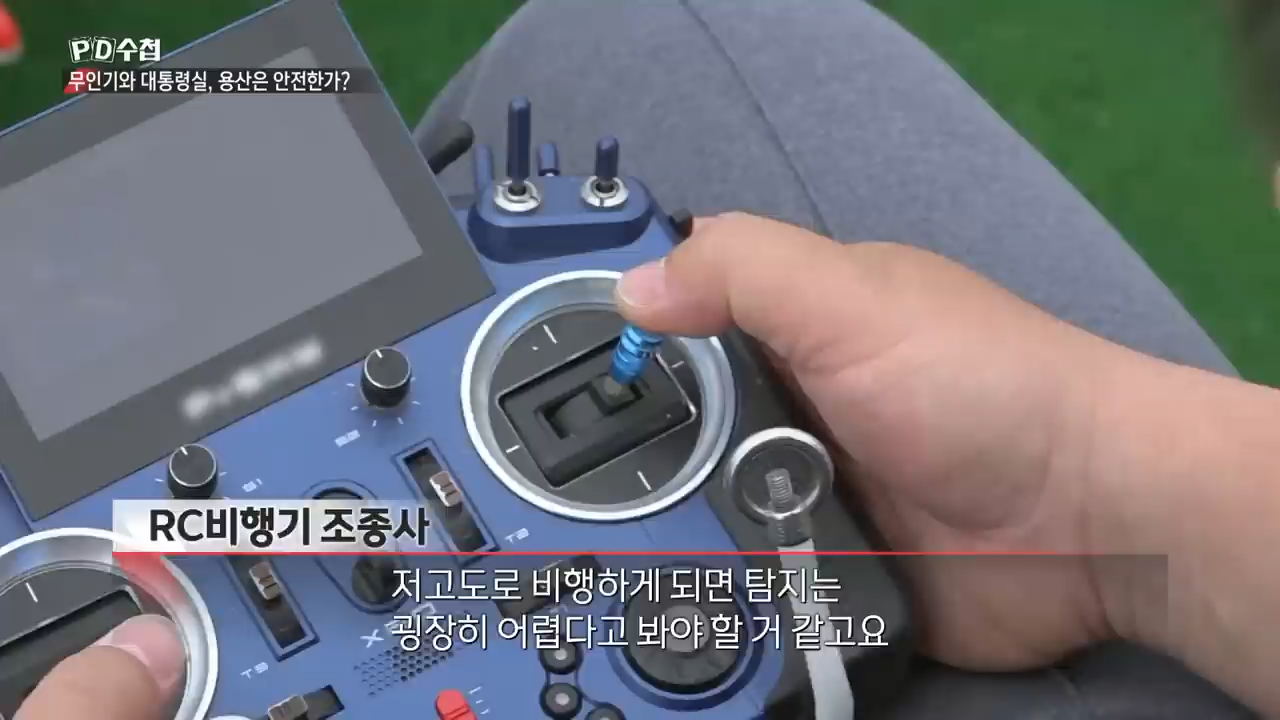 PD수첩
무인기와 대통령실, 용산은 안전한가?
RC비행기 조종사
저고도로 비행하게 되면 탐지는
굉장히 어렵다고 봐야 할 거 같고요